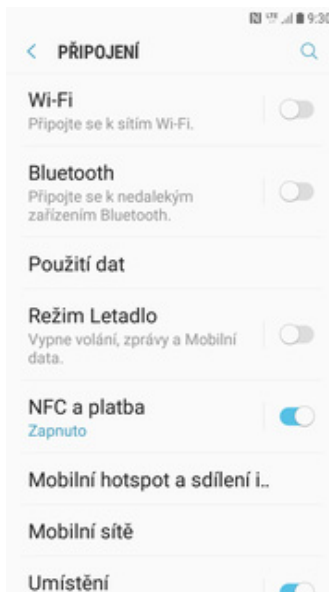 9:30
PŘIPOJENÍ
Wi-Fi
Připojte se k sítím Wi-Fi.
Bluetooth
Připojte se k nedalekým
zařízením Bluetooth.
Použití dat
Režim Letadlo
Vypne volání, zprávy a Mobilní
data.
NFC a platba
Zapnuto
Mobilní hotspot a sdílení i..
Mobilní sítě
Umístění